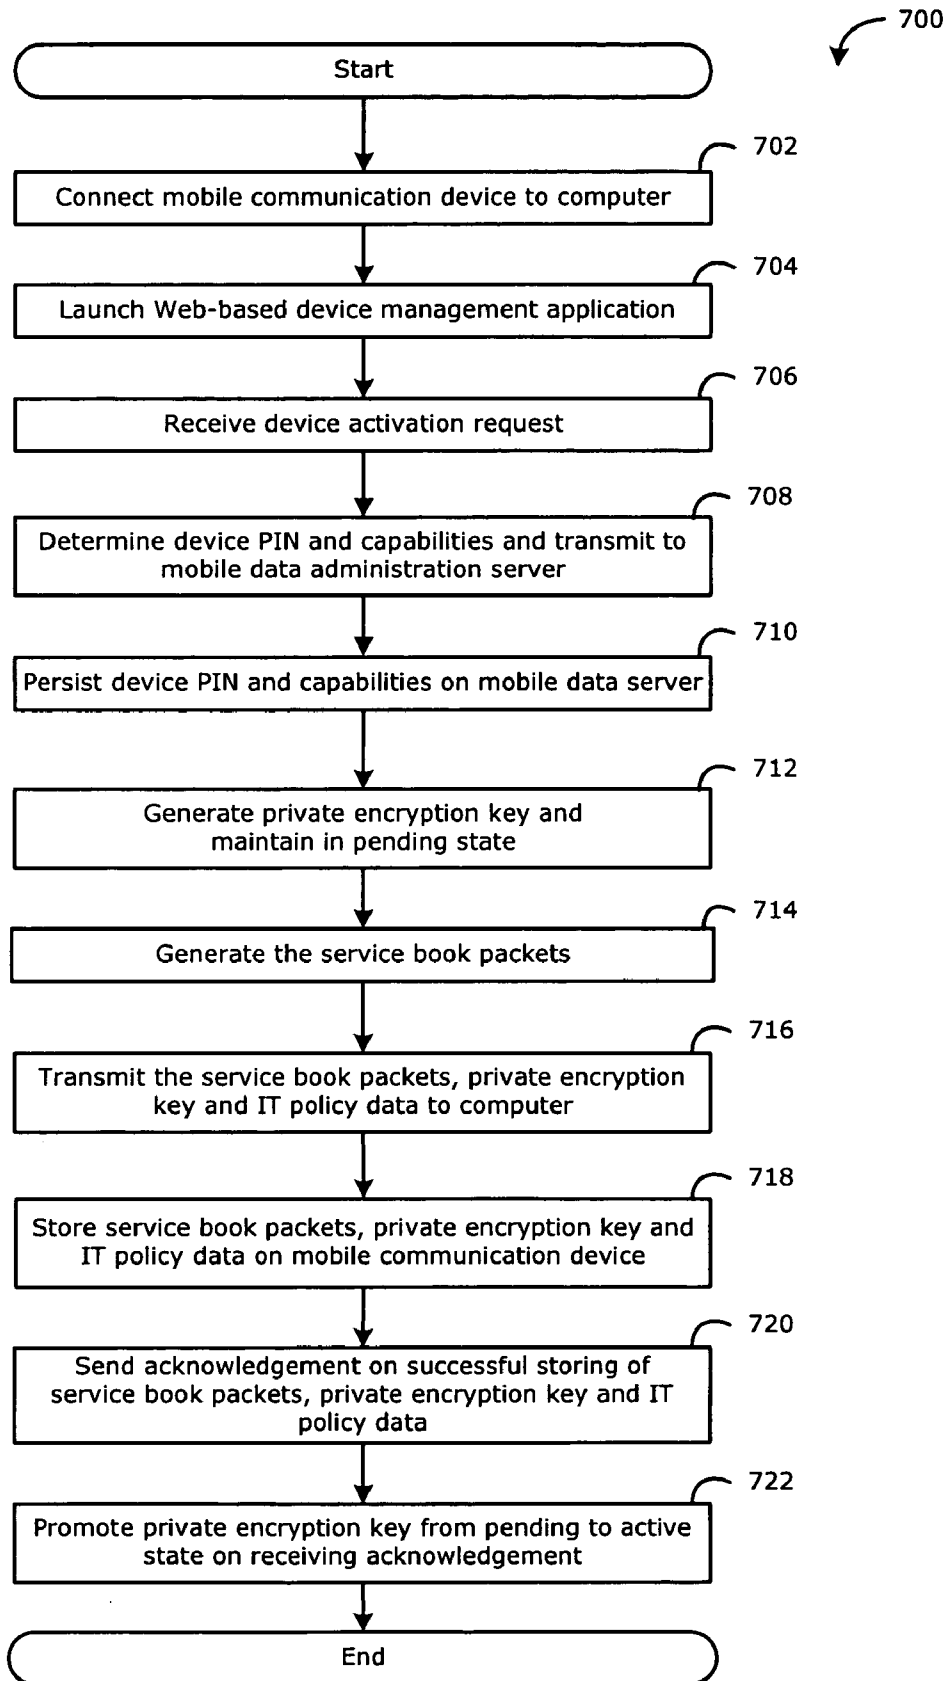 700
Start
702
Connect mobile communication device to computer
704
Launch Web-based device management application
706
Receive device activation request
708
Determine device PIN and capabilities and transmit to
mobile data administration server
710
Persist device PIN and capabilities on mobile data server
712
Generate private encryption key and
maintain in pending state
714
Generate the service book packets
716
Transmit the service book packets, private encryption
key and IT policy data to computer
718
Store service book packets, private encryption key and
IT policy data on mobile communication device
720
Send acknowledgement on successful storing of
service book packets, private encryption key and IT
policy data
722
Promote private encryption key from pending to active
state on receiving acknowledgement
End